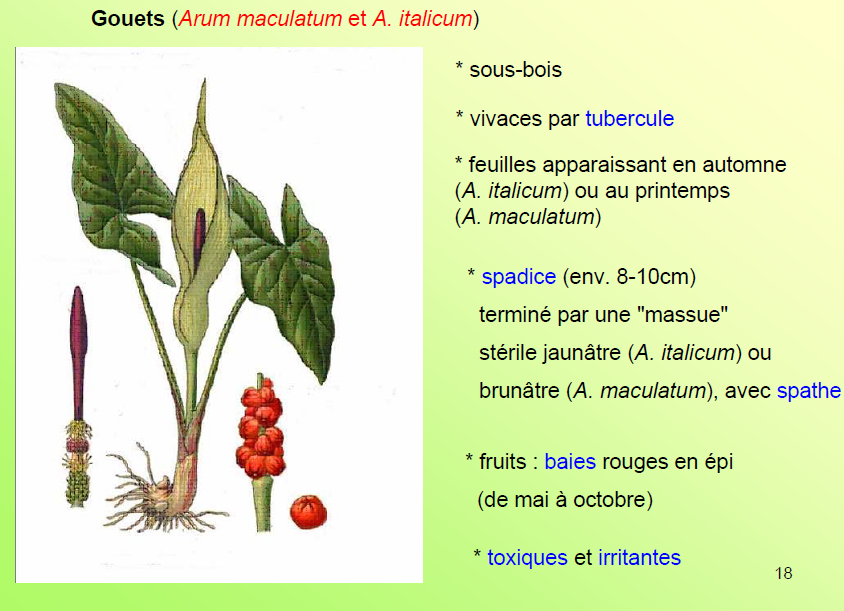 Gouets (Arum maculatum et A. italicum)
* sous-bois
* vivaces par tubercule
* feuilles apparaissant en automne
(A. italicum) ou au printemps
(A. maculatum)
* spadice (env. 8-10cm)
terminé par une "massue"
stérile jaunâtre (A. italicum) ou
brunâtre (A. maculatum), avec spathe
* fruits : baies rouges en épi
(de mai à octobre)
* toxiques et irritantes
18